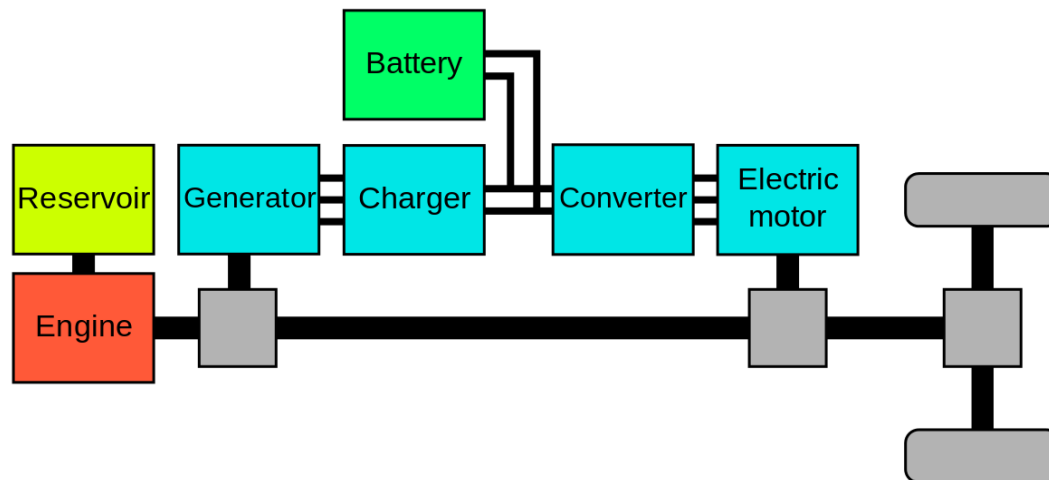 Battery
Reservoir
Generator
Charger
Converter
Electric
motor
Engine